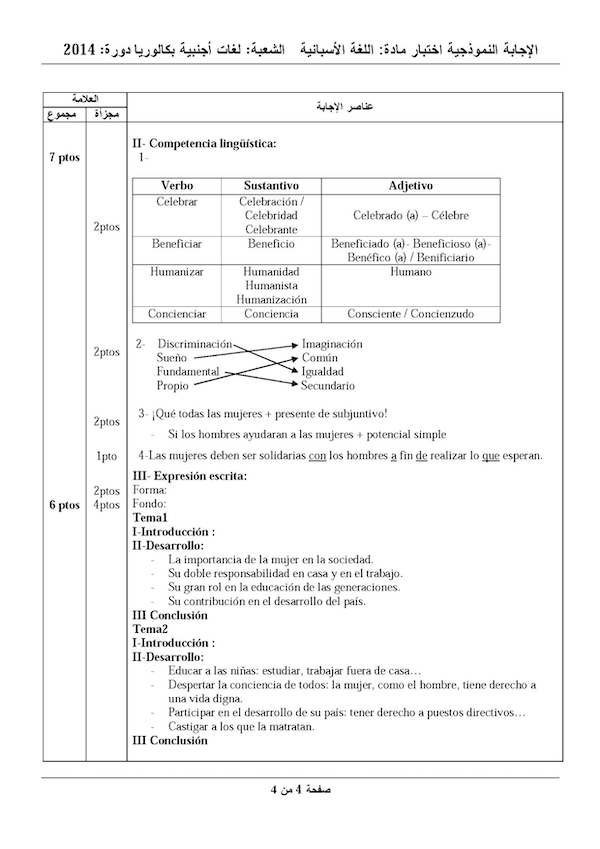 الإجابة النموذجية اختبار مادة: اللغة الأسبانية الشعبة: لغات أجنبية بكالوريا دورة: 2014
العلامة
عناصر الإجابة
مجموع
مجزأة
II- Competencia lingüística:
7 ptos
1-
Verbo Sustantivo Adjetivo
Celebrar Celebración /
Celebridad Celebrado (a) – Célebre
2ptos
Celebrante
Beneficiar Beneficio Beneficiado (a)- Beneficioso (a)-
Benéfico (a) / Benificiario
Humanizar Humanidad Humano
Humanista
Humanización
Concienciar Conciencia Consciente / Concienzudo
2ptos
2- Discriminación Imaginación
Sueño Común
Fundamental Igualdad
Propio Secundario
2ptos
3- ¡Qué todas las mujeres + presente de subjuntivo!
- Si los hombres ayudaran a las mujeres + potencial simple
1pto
4-Las mujeres deben ser solidarias con los hombres a fin de realizar lo que esperan.
III- Expresión escrita:
2ptos Forma:
6 ptos 4ptos Fondo:
Tema1
I-Introducción :
II-Desarrollo:
- La importancia de la mujer en la sociedad.
- Su doble responsabilidad en casa y en el trabajo.
- Su gran rol en la educación de las generaciones.
- Su contribución en el desarrollo del país.
III Conclusión
Tema2
I-Introducción :
II-Desarrollo:
- Educar a las niñas: estudiar, trabajar fuera de casa…
- Despertar la conciencia de todos: la mujer, como el hombre, tiene derecho a
una vida digna.
- Participar en el desarrollo de su país: tener derecho a puestos directivos…
- Castigar a los que la matratan.
III Conclusión
صفحة 4 من 4